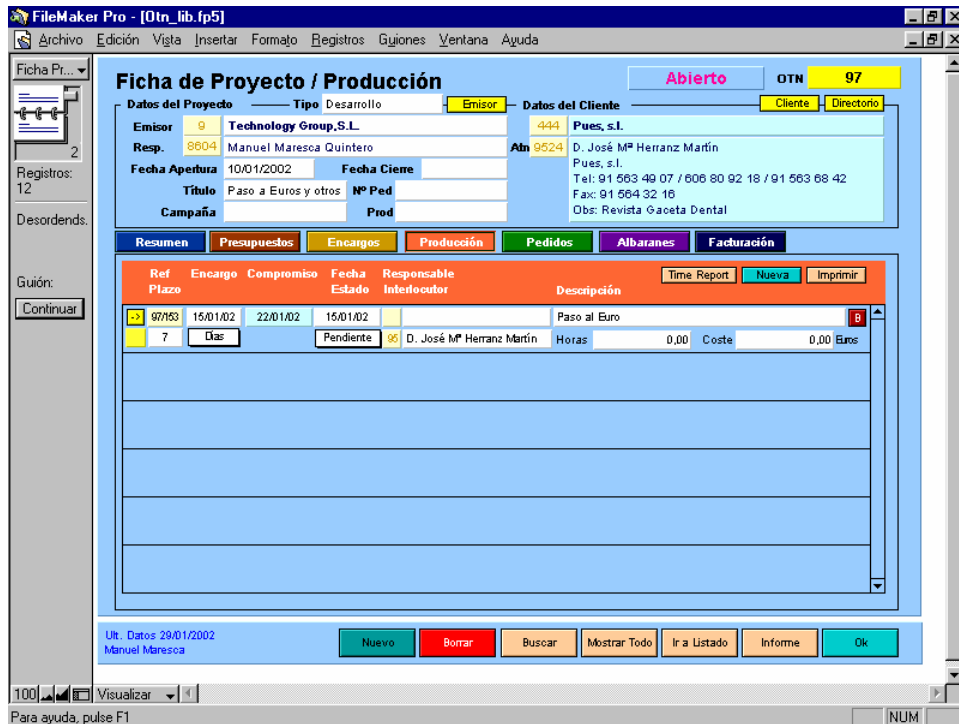 FileMaker Pro - [Otn_lib.fp5]
Archivo Edición Vista Insertar Formato Registros Guiones Ventana Ayuda
Ficha Pr...
2
Registros:
12
Desordends.
Guión:
Continuar
Ficha de Proyecto / Producción
Abierto OTN 97
Datos del Proyecto Tipo Desarrollo Emisor Datos del Cliente Cliente Directorio
Emisor 9 Technology Group,S.L. 444 Pues, s.l.
Resp. 8604 Manuel Maresca Quintero Atn 9524 D. José Mª Herranz Martín
Pues, s.l.
Fecha Apertura 10/01/2002 Fecha Cierre
Tel: 91 563 49 07 / 606 80 92 18 / 91 563 68 42
Título Paso a Euros y otros Nº Ped
Fax: 91 564 32 16
Campaña Prod
Obs: Revista Gaceta Dental
Resumen Presupuestos Encargos Producción Pedidos Albaranes Facturación
Ref Encargo Compromiso Fecha Responsable Time Report Nueva Imprimir
Plazo Estado Interlocutor Descripción
-> 97/153 15/01/02 22/01/02 15/01/02 Paso al Euro B
7 Días Pendiente 95 D. José Mª Herranz Martín Horas 0,00 Coste 0,00 Euros
Ult. Datos 29/01/2002
Manuel Maresca
Nuevo Borrar Buscar Mostrar Todo Ir a Listado Informe Ok
100 Visualizar
Para ayuda, pulse F1 NUM